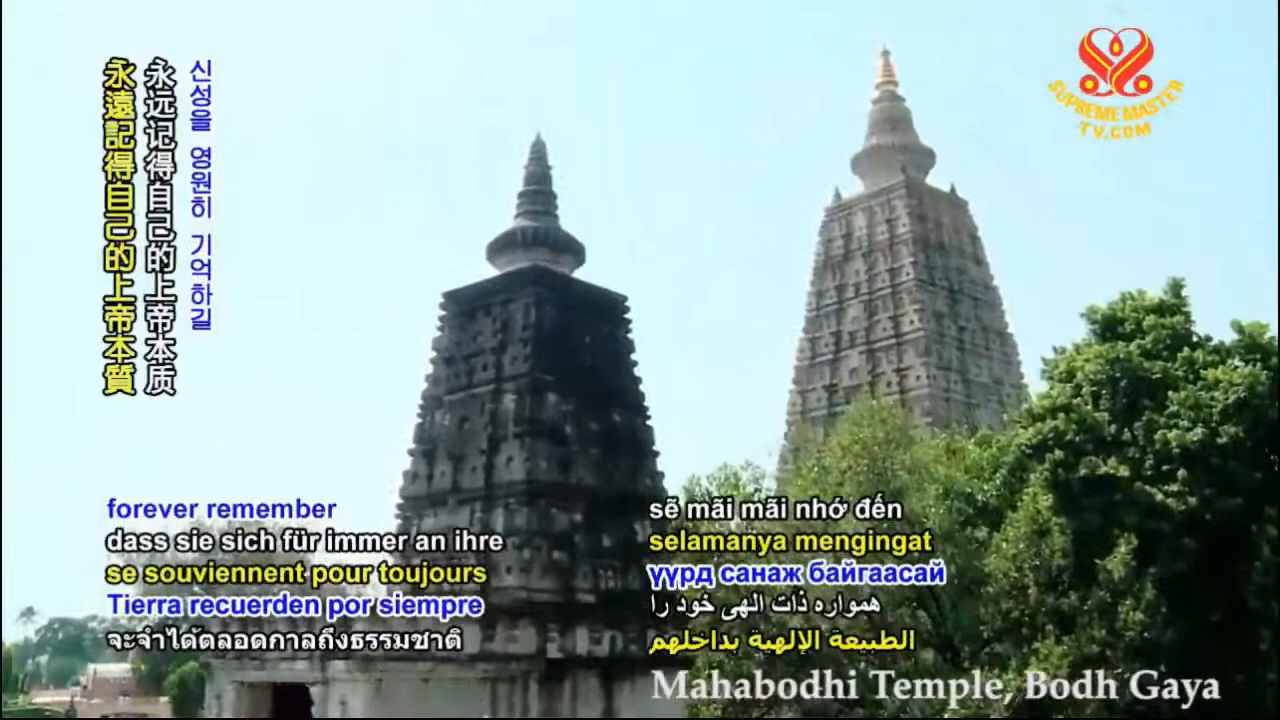 永遠記得自己的上帝本質
永远记得自己的上帝本质
신성을 영원히 기억하길
SUPREME MASTER
TV.COM
forever remember
dass sie sich für immer an ihre
se souviennent pour toujours
Tierra recuerden por siempre
จะจำได้ตลอดกาลถึงธรรมชาติ
sẽ mãi mãi nhớ đến
selamanya mengingat
үүрд санаж байгаасай
همواره ذات الهی خود را
الطبيعة الإلهية بداخلهم
Mahabodhi Temple, Bodh Gaya